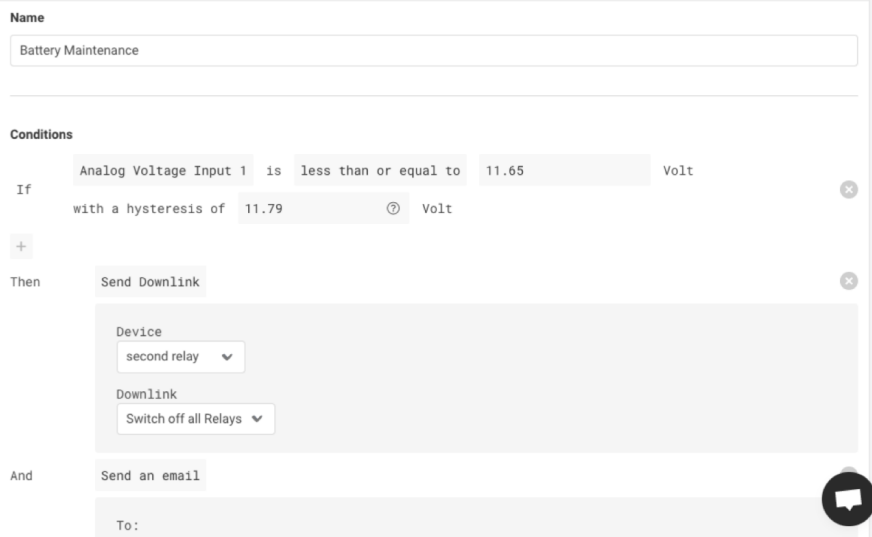 Name
Battery Maintenance
Conditions
If Analog Voltage Input 1 is less than or equal to 11.65 Volt
with a hysteresis of 11.79 ? Volt
+
Then Send Downlink
Device
second relay
Downlink
Switch off all Relays
And Send an email
To: